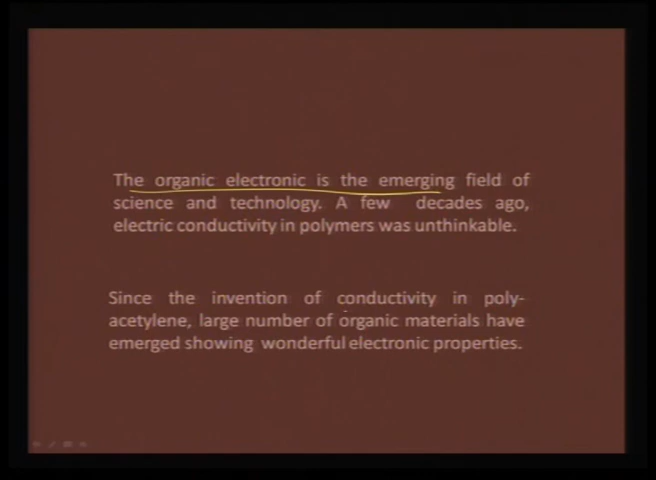 The organic electronic is the emerging field of
science and technology. A few decades ago,
electric conductivity in polymers was unthinkable.
Since the invention of conductivity in poly-
acetylene, large number of organic materials have
emerged showing wonderful electronic properties.